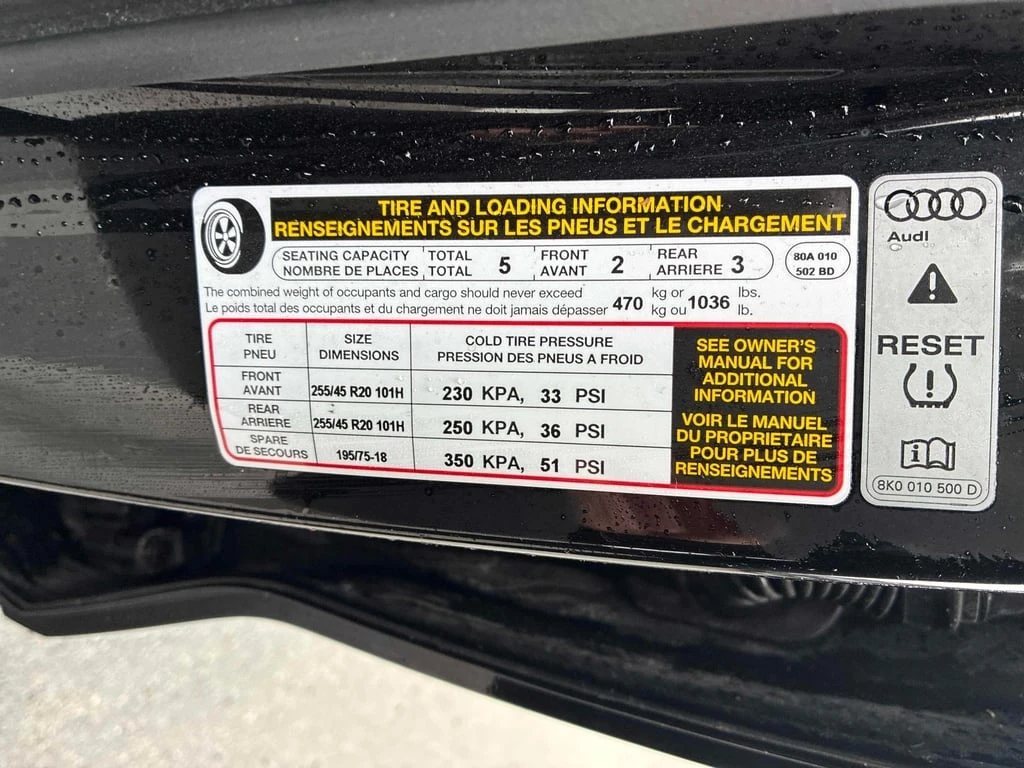 TIRE AND LOADING INFORMATION
RENSEIGNEMENTS SUR LES PNEUS ET LE CHARGEMENT
SEATING CAPACITY TOTAL 5 FRONT 2 REAR 3
NOMBRE DE PLACES TOTAL AVANT ARRIERE
80A 010
502 BD
The combined weight of occupants and cargo should never exceed 470 kg or 1036 lbs.
Le poids total des occupants et du chargement ne doit jamais dépasser kg ou lb.
TIRE SIZE COLD TIRE PRESSURE
PNEU DIMENSIONS PRESSION DES PNEUS A FROID
FRONT
AVANT 255/45 R20 101H 230 KPA, 33 PSI
REAR
ARRIERE 255/45 R20 101H 250 KPA, 36 PSI
SPARE
DE SECOURS 195/75-18 350 KPA, 51 PSI
SEE OWNER'S
MANUAL FOR
ADDITIONAL
INFORMATION
VOIR LE MANUEL
DU PROPRIETAIRE
POUR PLUS DE
RENSEIGNEMENTS
Audi
RESET
8K0 010 500 D